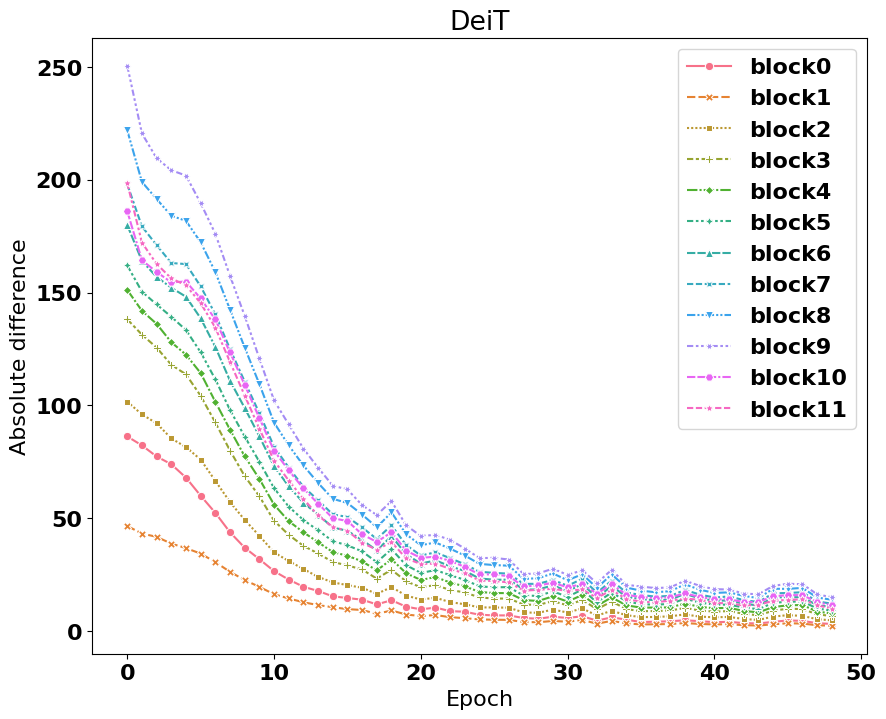 DeiT
250
200
150
100
50
0
Absolute difference
0 10 20 30 40 50
Epoch
block0
block1
block2
block3
block4
block5
block6
block7
block8
block9
block10
block11